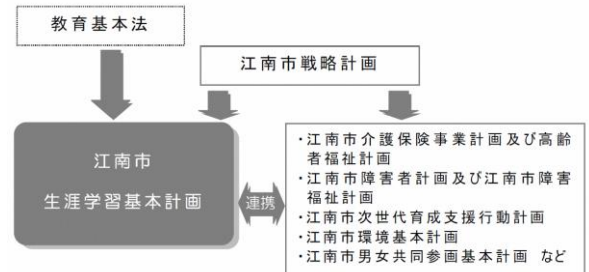 教育基本法
江南市戦略計画
江南市
生涯学習基本計画
連携
・江南市介護保険事業計画及び高齢
者福祉計画
・江南市障害者計画及び江南市障害
福祉計画
・江南市次世代育成支援行動計画
・江南市環境基本計画
・江南市男女共同参画基本計画 など